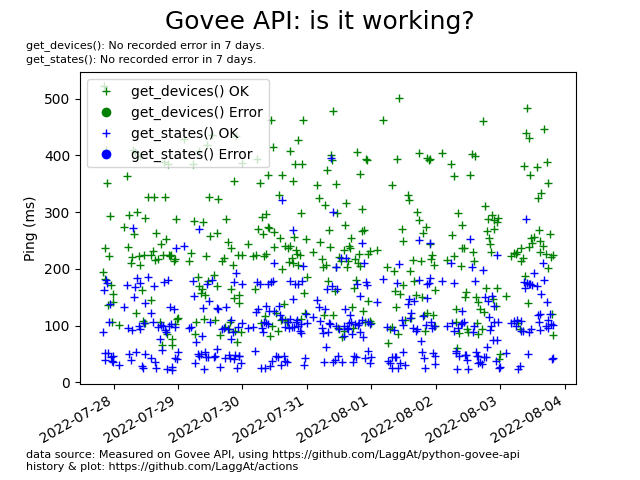 Govee API: is it working?
get_devices(): No recorded error in 7 days.
get_states(): No recorded error in 7 days.
get_devices() OK
get_devices() Error
get_states() OK
get_states() Error
Ping (ms)
500
400
300
200
100
0
2022-07-28
2022-07-29
2022-07-30
2022-07-31
2022-08-01
2022-08-02
2022-08-03
2022-08-04
data source: Measured on Govee API, using https://github.com/LaggAt/python-govee-api
history & plot: https://github.com/LaggAt/actions